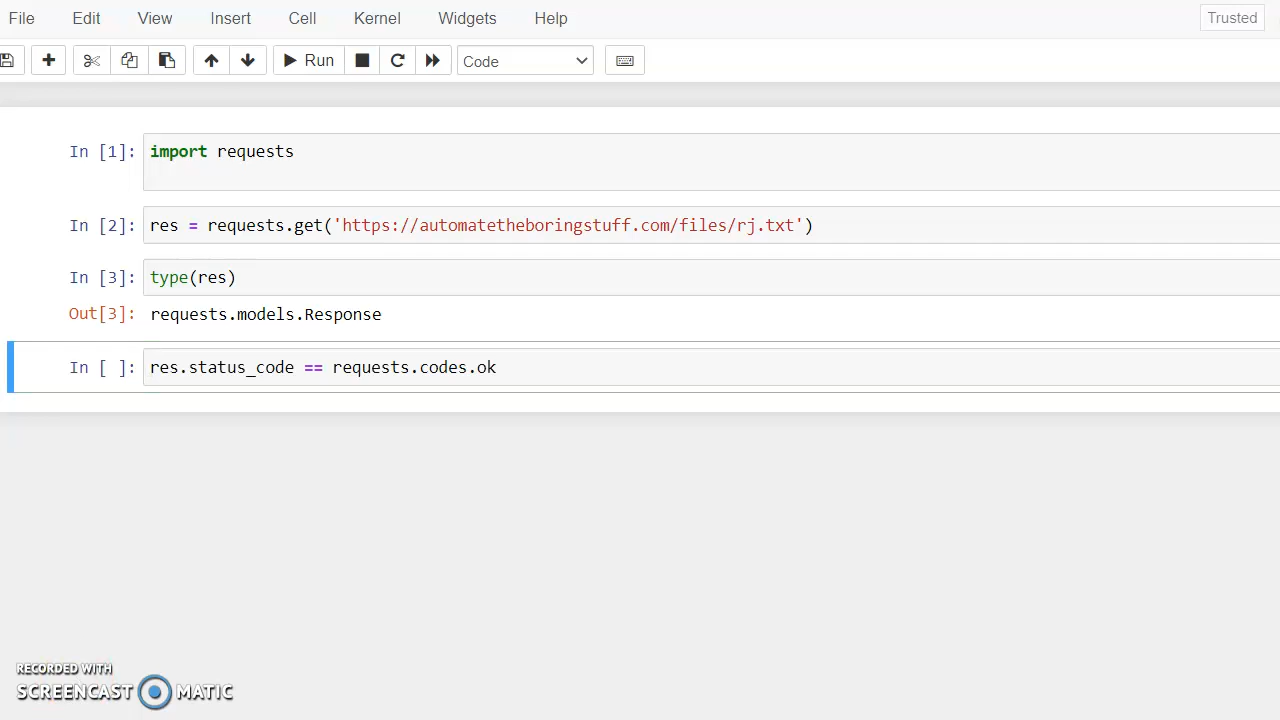 File Edit View Insert Cell Kernel Widgets Help Trusted
Run Code
In [1]: import requests
In [2]: res = requests.get('https://automatetheboringstuff.com/files/rj.txt')
In [3]: type(res)
Out[3]: requests.models.Response
In [ ]: res.status_code == requests.codes.ok
RECORDED WITH
SCREENCAST MATIC